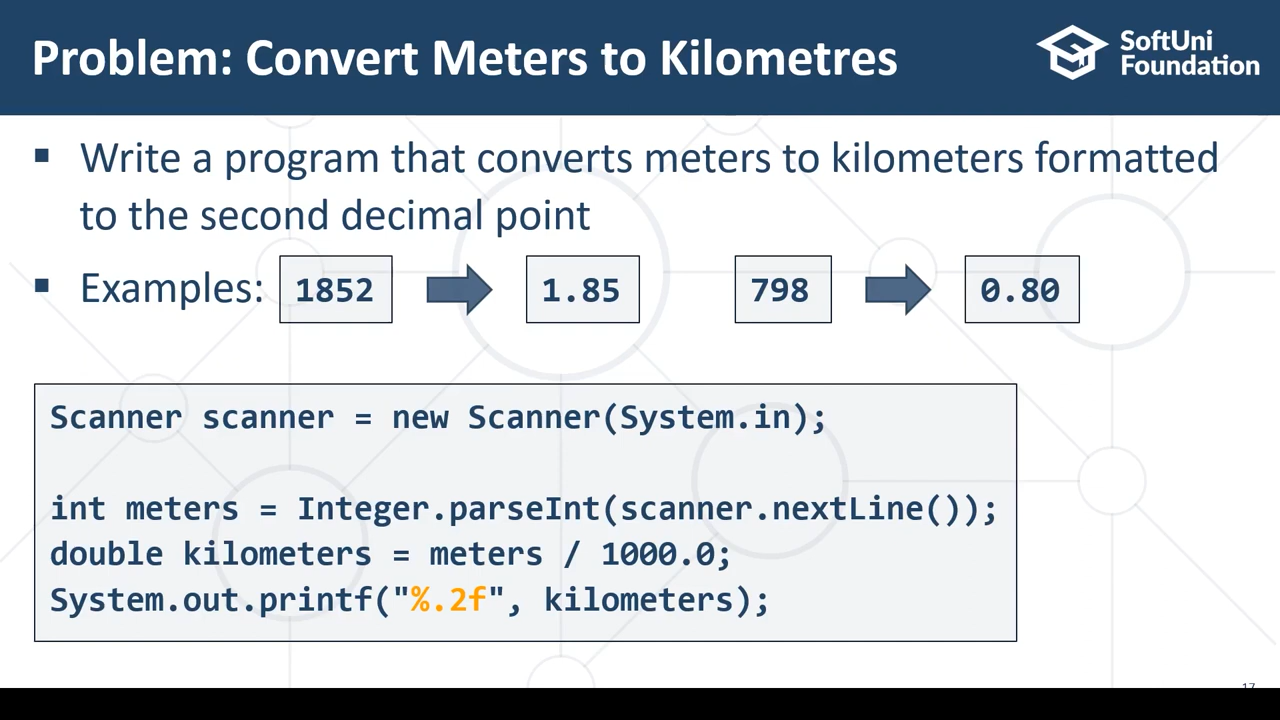 Problem: Convert Meters to Kilometres
SoftUni
Foundation
▪ Write a program that converts meters to kilometers formatted
to the second decimal point
▪ Examples: 1852 1.85 798 0.80
Scanner scanner = new Scanner(System.in);
int meters = Integer.parseInt(scanner.nextLine());
double kilometers = meters / 1000.0;
System.out.printf("%.2f", kilometers);
17